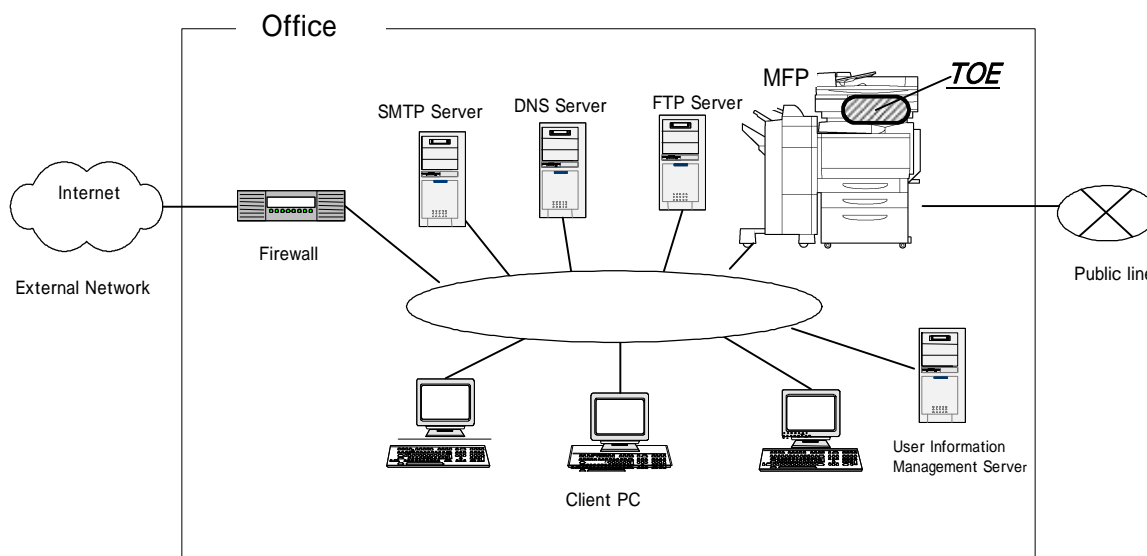 Office
MFP
TOE
SMTP Server
DNS Server
FTP Server
Internet
Firewall
External Network
Public line
User Information
Management Server
Client PC